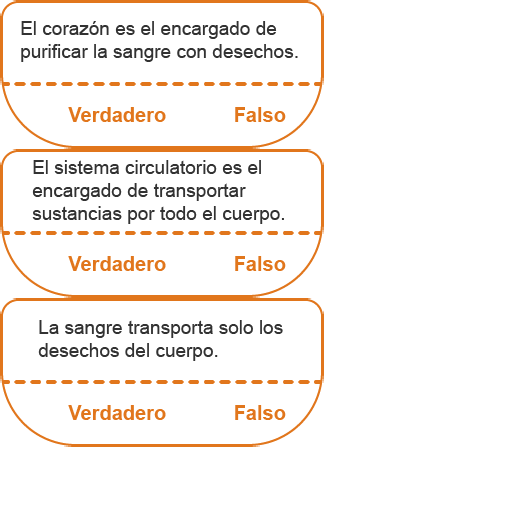 El corazón es el encargado de
purificar la sangre con desechos.
Verdadero Falso
El sistema circulatorio es el
encargado de transportar
sustancias por todo el cuerpo.
Verdadero Falso
La sangre transporta solo los
desechos del cuerpo.
Verdadero Falso